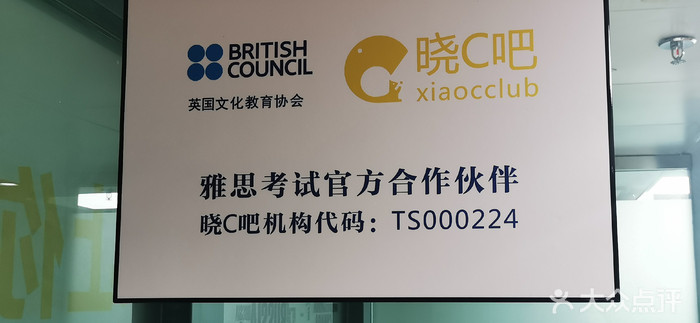 BRITISH
COUNCIL
英国文化教育协会
晓C吧
xiaocclub
雅思考试官方合作伙伴
晓C吧机构代码：TS000224
大众点评